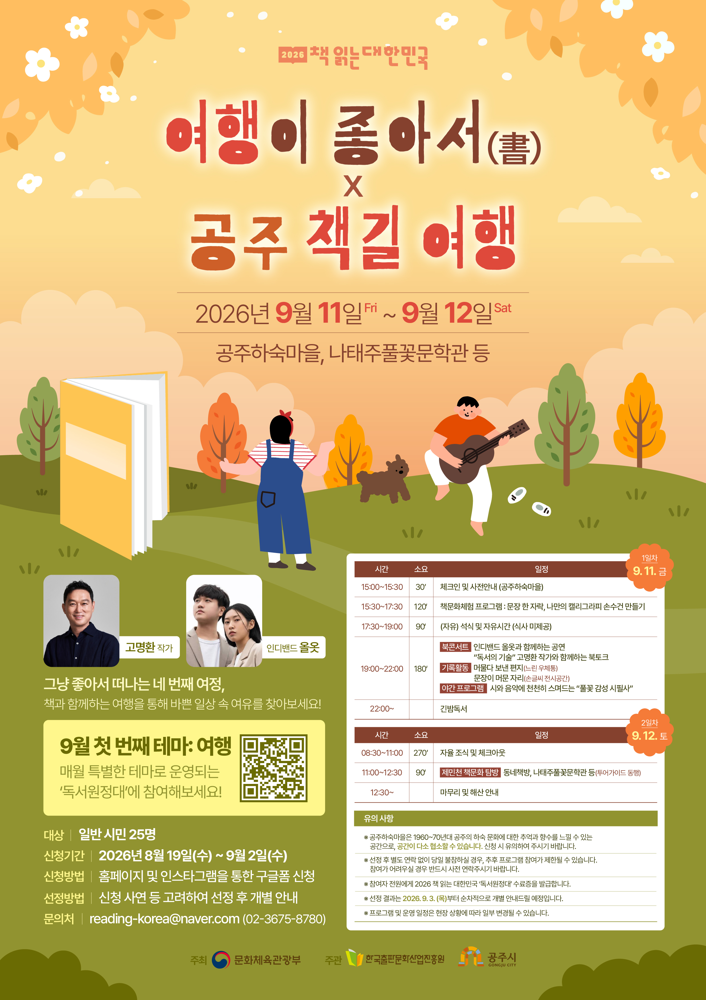 2026 책 읽는 대한민국
여행이 좋아서(書)
X
공주 책길 여행
2026년 9월 11일 Fri ~ 9월 12일 Sat
공주하숙마을, 나태주풀꽃문학관 등
고명환 작가
인디밴드 올옷
그냥 좋아서 떠나는 네 번째 여정,
책과 함께하는 여행을 통해 바쁜 일상 속 여유를 찾아보세요!
9월 첫 번째 테마: 여행
매월 특별한 테마로 운영되는
‘독서원정대’에 참여해보세요!
대상 | 일반 시민 25명
신청기간 | 2026년 8월 19일(수) ~ 9월 2일(수)
신청방법 | 홈페이지 및 인스타그램을 통한 구글폼 신청
선정방법 | 신청 사연 등 고려하여 선정 후 개별 안내
문의처 | reading-korea@naver.com (02-3675-8780)
1일차
9. 11. 금
시간 소요 일정
15:00~15:30 30′ 체크인 및 사전안내 (공주하숙마을)
15:30~17:30 120′ 책문화체험 프로그램 : 문장 한 자락, 나만의 캘리그라피 손수건 만들기
17:30~19:00 90′ (자유) 석식 및 자유시간 (식사 미제공)
19:00~22:00 180′ 북콘서트 인디밴드 올옷과 함께하는 공연
“독서의 기술” 고명환 작가와 함께하는 북토크
기록활동 머물다 보낸 편지(느린 우체통)
문장이 머문 자리(손글씨 전시공간)
야간 프로그램 시와 음악에 천천히 스며드는 “풀꽃 감성 시필사”
22:00~ 긴밤독서
2일차
9. 12. 토
시간 소요 일정
08:30~11:00 270′ 자율 조식 및 체크아웃
11:00~12:30 90′ 제민천 책문화 탐방 동네책방, 나태주풀꽃문학관 등(투어가이드 동행)
12:30~ 마무리 및 해산 안내
유의 사항
※ 공주하숙마을은 1960~70년대 공주의 하숙 문화에 대한 추억과 향수를 느낄 수 있는
공간으로, 공간이 다소 협소할 수 있습니다. 신청 시 유의하여 주시기 바랍니다.
※ 선정 후 별도 연락 없이 당일 불참하실 경우, 추후 프로그램 참여가 제한될 수 있습니다.
참여가 어려우실 경우 반드시 사전 연락주시기 바랍니다.
※ 참여자 전원에게 2026 책 읽는 대한민국 ‘독서원정대’ 수료증을 발급합니다.
※ 선정 결과는 2026. 9. 3. (목)부터 순차적으로 개별 안내드릴 예정입니다.
※ 프로그램 및 운영 일정은 현장 상황에 따라 일부 변경될 수 있습니다.
주최 문화체육관광부 주관 한국출판문화산업진흥원 공주시
GONGJU CITY